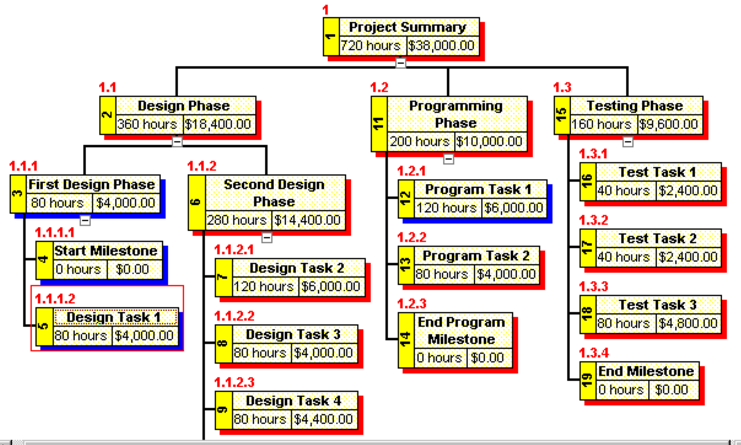 1
1
Project Summary
720 hours $38,000.00
1.1
2
Design Phase
360 hours $18,400.00
1.2
11
Programming
Phase
200 hours $10,000.00
1.3
15
Testing Phase
160 hours $9,600.00
1.1.1
3
First Design Phase
80 hours $4,000.00
1.1.1.1
4
Start Milestone
0 hours $0.00
1.1.1.2
5
Design Task 1
80 hours $4,000.00
1.1.2
6
Second Design
Phase
280 hours $14,400.00
1.1.2.1
7
Design Task 2
120 hours $6,000.00
1.1.2.2
8
Design Task 3
80 hours $4,000.00
1.1.2.3
9
Design Task 4
80 hours $4,400.00
1.2.1
12
Program Task 1
120 hours $6,000.00
1.2.2
13
Program Task 2
80 hours $4,000.00
1.2.3
14
End Program
Milestone
0 hours $0.00
1.3.1
16
Test Task 1
40 hours $2,400.00
1.3.2
17
Test Task 2
40 hours $2,400.00
1.3.3
18
Test Task 3
80 hours $4,800.00
1.3.4
19
End Milestone
0 hours $0.00